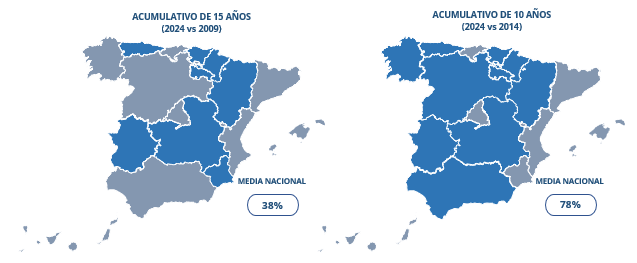 ACUMULATIVO DE 15 AÑOS
(2024 vs 2009)
MEDIA NACIONAL
38%
ACUMULATIVO DE 10 AÑOS
(2024 vs 2014)
MEDIA NACIONAL
78%